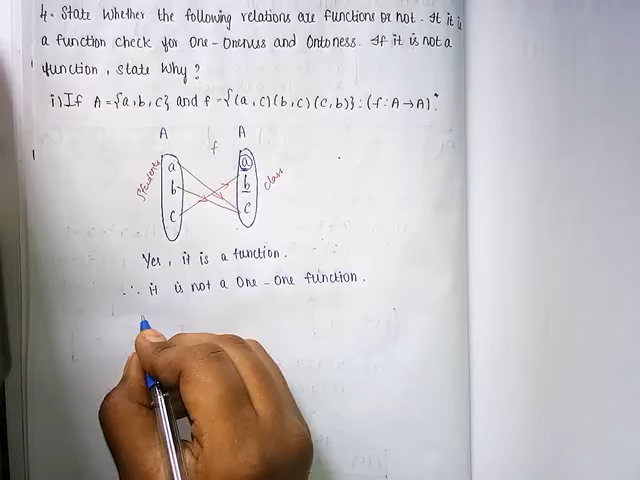 4. State Whether the following relations are functions or not. It it is
a function check for one-oneness and Ontoness. If it is not a
function, state Why?
i) If A = {a, b, c} and f = {(a, c)(b, c)(c, b)} : (f : A → A)
A f A
Students a a class
b b
c c
Yes, it is a function.
∴ it is not a one - one function.